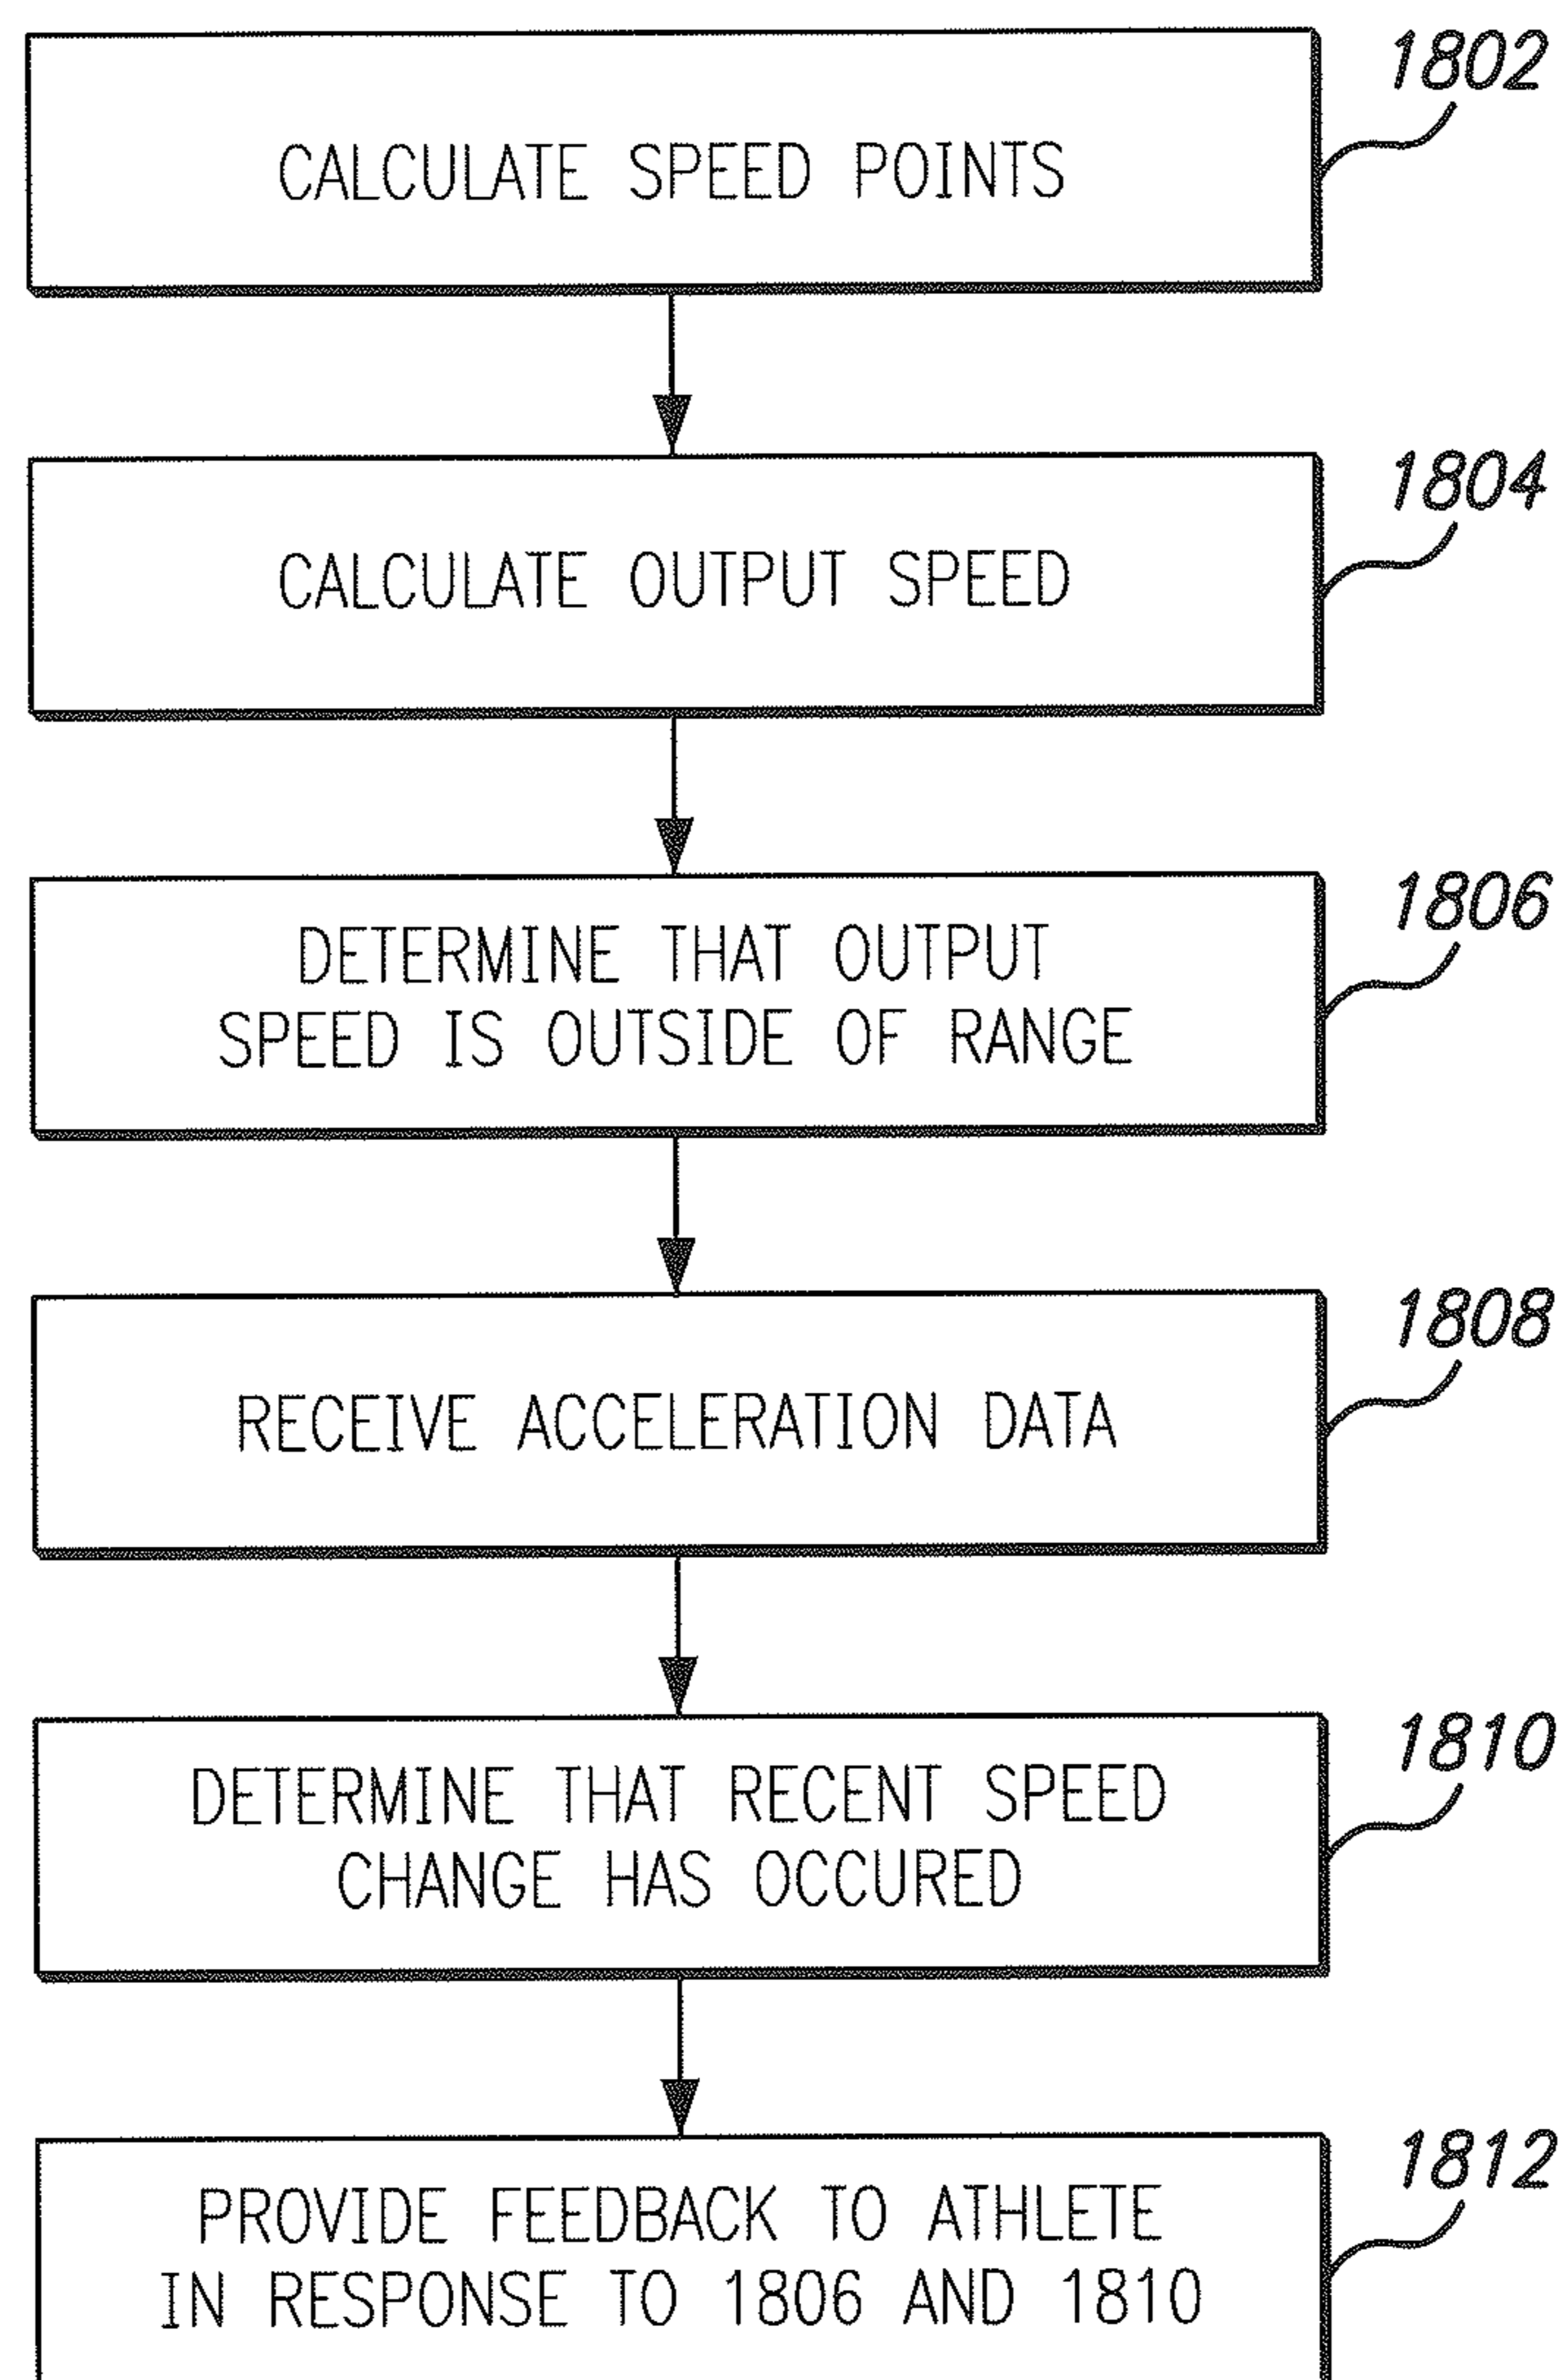 1802
CALCULATE SPEED POINTS
1804
CALCULATE OUTPUT SPEED
1806
DETERMINE THAT OUTPUT
SPEED IS OUTSIDE OF RANGE
1808
RECEIVE ACCELERATION DATA
1810
DETERMINE THAT RECENT SPEED
CHANGE HAS OCCURED
1812
PROVIDE FEEDBACK TO ATHLETE
IN RESPONSE TO 1806 AND 1810